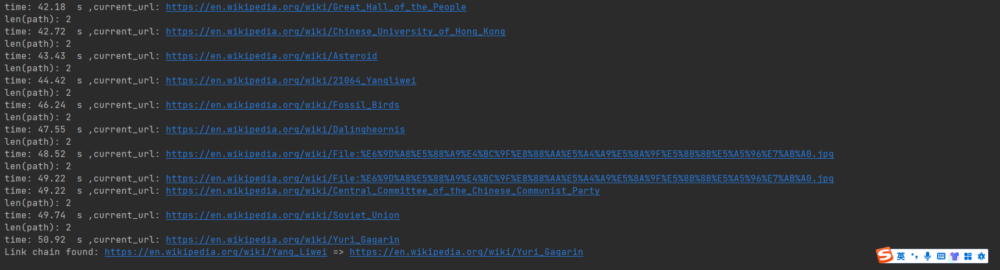 time: 42.18  s ,current_url: https://en.wikipedia.org/wiki/Great_Hall_of_the_People
len(path): 2
time: 42.72  s ,current_url: https://en.wikipedia.org/wiki/Chinese_University_of_Hong_Kong
len(path): 2
time: 43.43  s ,current_url: https://en.wikipedia.org/wiki/Asteroid
len(path): 2
time: 44.42  s ,current_url: https://en.wikipedia.org/wiki/21064_Yangliwei
len(path): 2
time: 46.24  s ,current_url: https://en.wikipedia.org/wiki/Fossil_Birds
len(path): 2
time: 47.55  s ,current_url: https://en.wikipedia.org/wiki/Dalingheornis
len(path): 2
time: 48.52  s ,current_url: https://en.wikipedia.org/wiki/File:%E6%9D%A8%E5%88%A9%E4%BC%9F%E8%88%AA%E5%A4%A9%E5%8A%9F%E5%8B%8B%E5%A5%96%E7%AB%A0.jpg
len(path): 2
time: 49.22  s ,current_url: https://en.wikipedia.org/wiki/File:%E6%9D%A8%E5%88%A9%E4%BC%9F%E8%88%AA%E5%A4%A9%E5%8A%9F%E5%8B%8B%E5%A5%96%E7%AB%A0.jpg
time: 49.22  s ,current_url: https://en.wikipedia.org/wiki/Central_Committee_of_the_Chinese_Communist_Party
len(path): 2
time: 49.74  s ,current_url: https://en.wikipedia.org/wiki/Soviet_Union
len(path): 2
time: 50.92  s ,current_url: https://en.wikipedia.org/wiki/Yuri_Gagarin
Link chain found: https://en.wikipedia.org/wiki/Yang_Liwei => https://en.wikipedia.org/wiki/Yuri_Gagarin
S 英